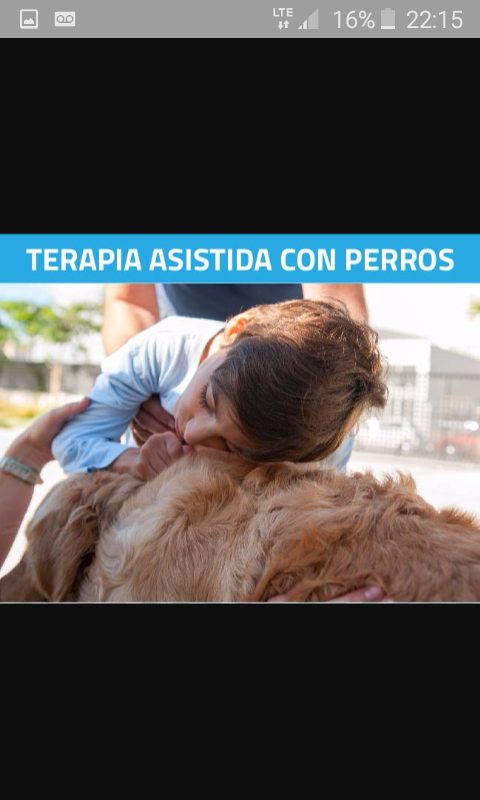 LTE 16% 22:15
TERAPIA ASISTIDA CON PERROS